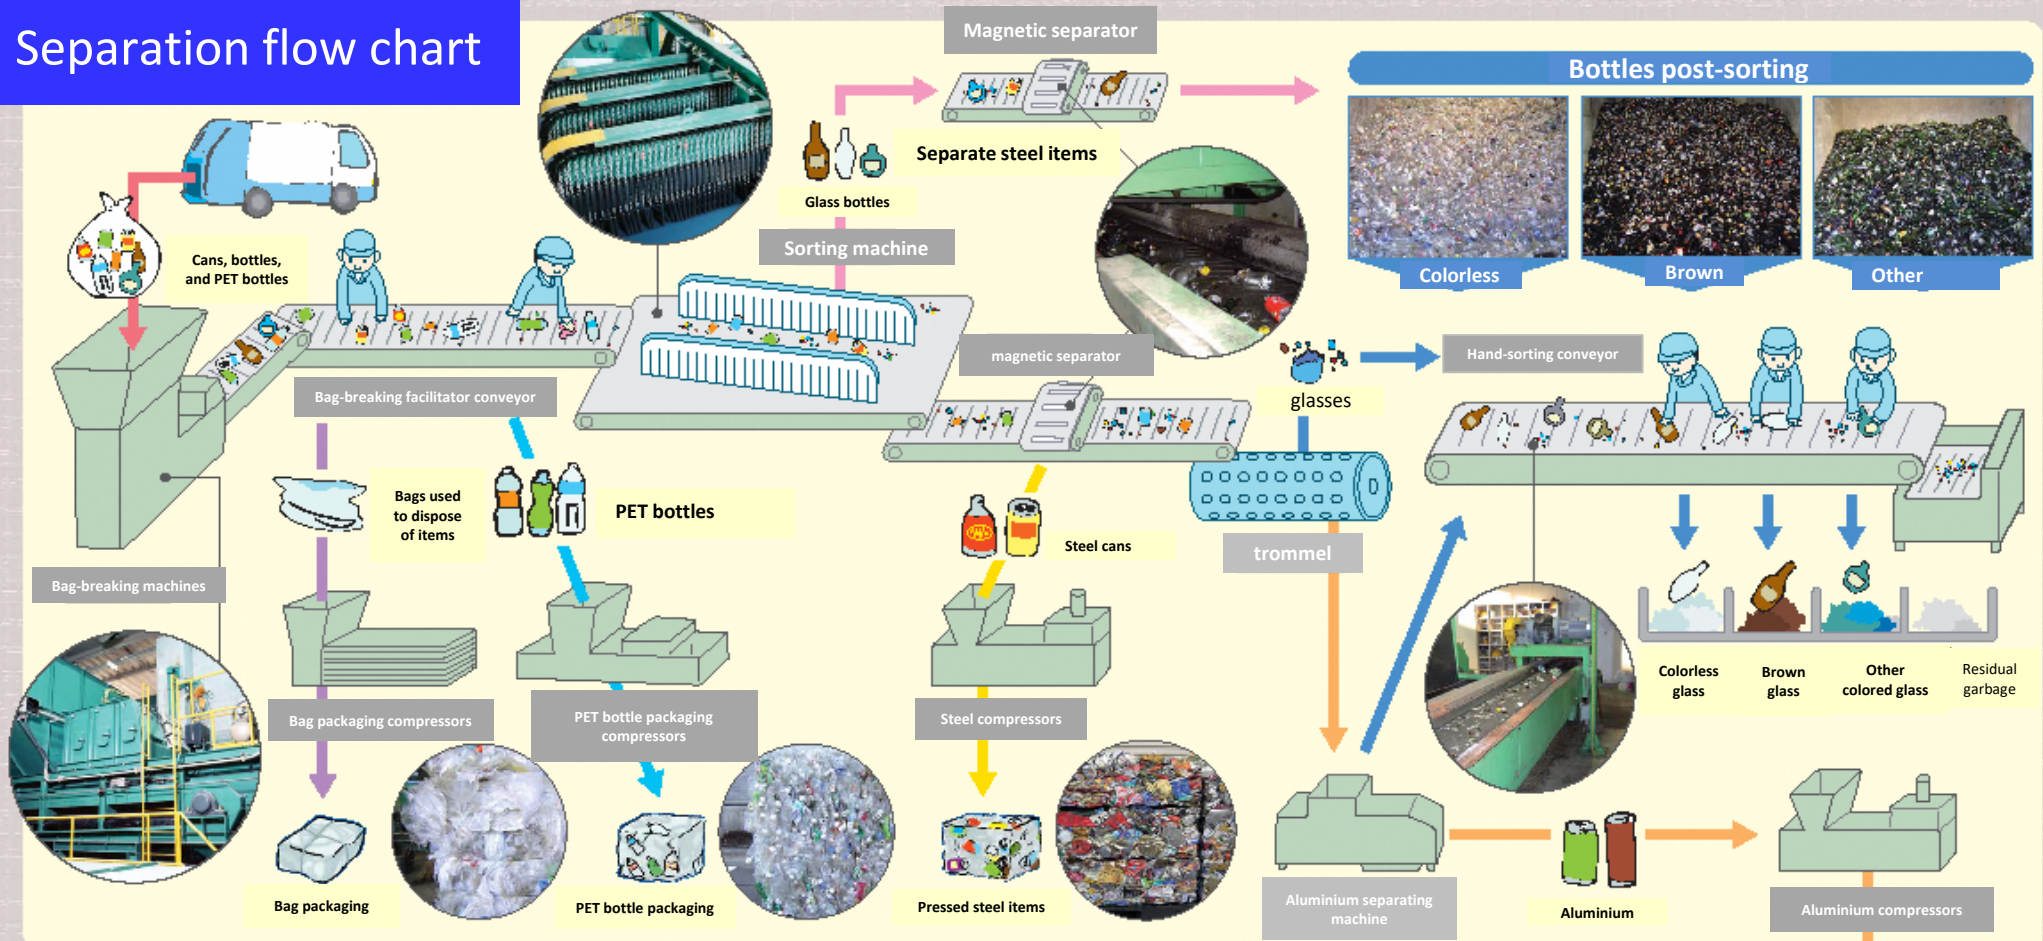 Separation flow chart
Magnetic separator
Bottles post-sorting
Separate steel items
Glass bottles
Sorting machine
Cans, bottles,
and PET bottles
Colorless
Brown
Other
magnetic separator
Hand-sorting conveyor
Bag-breaking facilitator conveyor
glasses
Bags used
to dispose
of items
PET bottles
Steel cans
trommel
Bag-breaking machines
Colorless
glass
Brown
glass
Other
colored glass
Residual
garbage
Bag packaging compressors
PET bottle packaging
compressors
Steel compressors
Bag packaging
PET bottle packaging
Pressed steel items
Aluminium separating
machine
Aluminium
Aluminium compressors